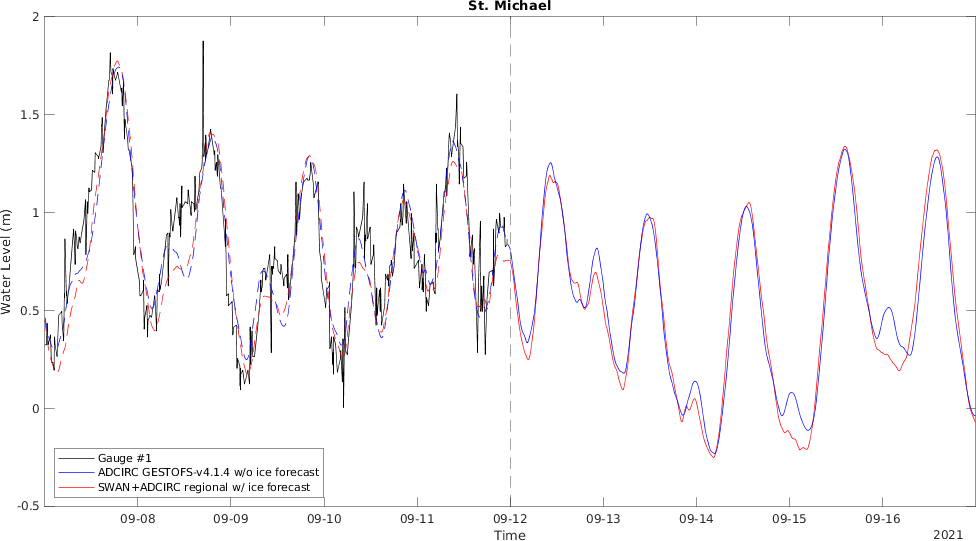 St. Michael
2
1.5
1
0.5
0
-0.5
Water Level (m)
Gauge #1
ADCIRC GESTOFS-v4.1.4 w/o ice forecast
SWAN+ADCIRC regional w/ ice forecast
09-08 09-09 09-10 09-11 09-12 09-13 09-14 09-15 09-16
Time
2021